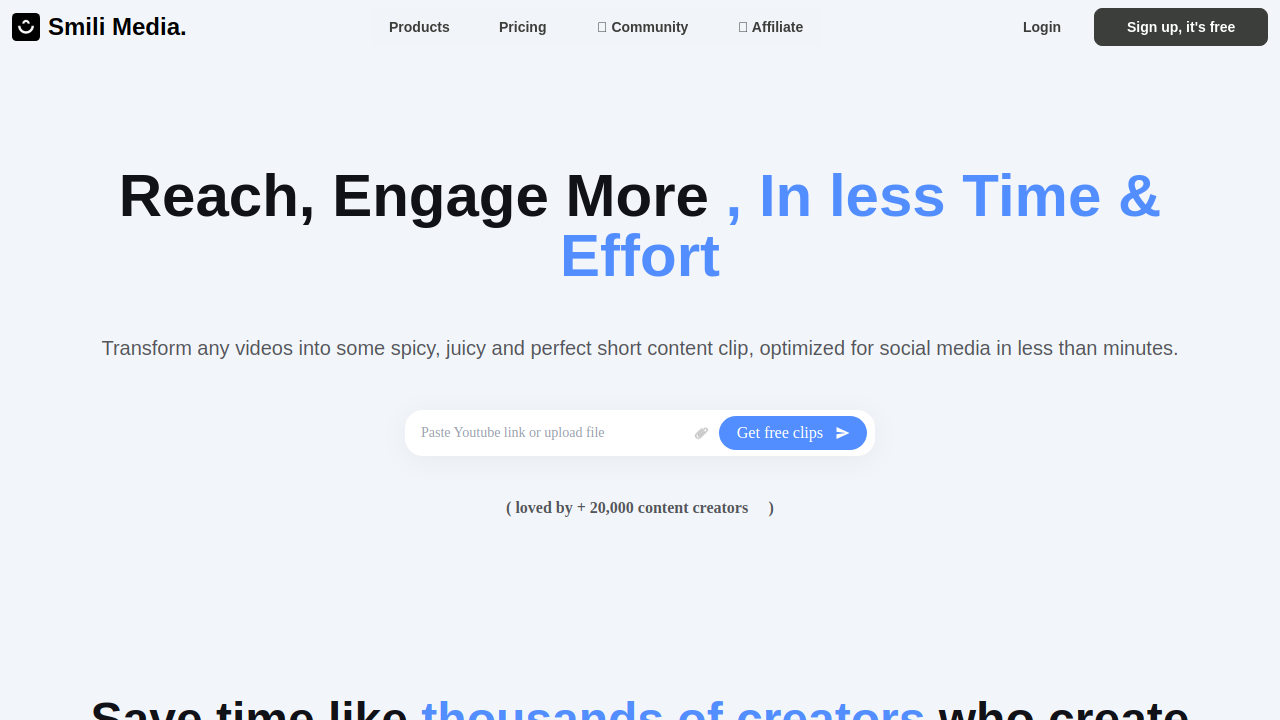 Smili Media.
Products
Pricing
Community
Affiliate
Login
Sign up, it's free
Reach, Engage More , In less Time &
Effort
Transform any videos into some spicy, juicy and perfect short content clip, optimized for social media in less than minutes.
Paste Youtube link or upload file
Get free clips
( loved by + 20,000 content creators )
Save time like thousands of creators who create